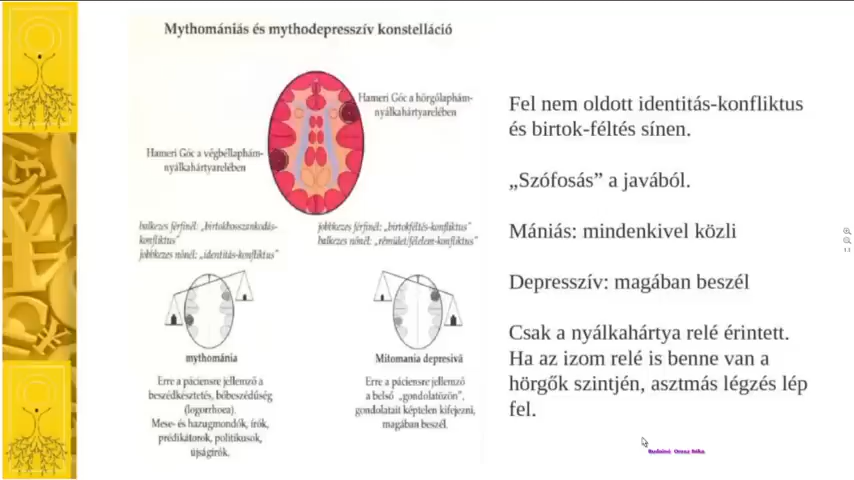 Mythomániás és mythodepresszív konstelláció
Hameri Góc a hörgőlaphám-
nyálkahártyarelében
Hameri Góc a végbéllaphám-
nyálkahártyarelében
balkezes férfinél: „birtokbosszankodás-
konfliktus”
jobbkezes nőnél: „identitás-konfliktus”
jobbkezes férfinél: „birtokféltés-konfliktus”
balkezes nőnél: „rémület/félelem-konfliktus”
mythománia
Erre a páciensre jellemző a
beszédkésztetés, bőbeszédűség
(logorrhoea).
Mese- és hazugmondók, írók,
prédikátorok, politikusok,
újságírók.
Mitomania depresivă
Erre a páciensre jellemző
a belső „gondolatözön”,
gondolatait képtelen kifejezni,
magában beszél.
Fel nem oldott identitás-konfliktus
és birtok-féltés sínen.
„Szófosás” a javából.
Mániás: mindenkivel közli
Depresszív: magában beszél
Csak a nyálkahártya relé érintett.
Ha az izom relé is benne van a
hörgők szintjén, asztmás légzés lép
fel.